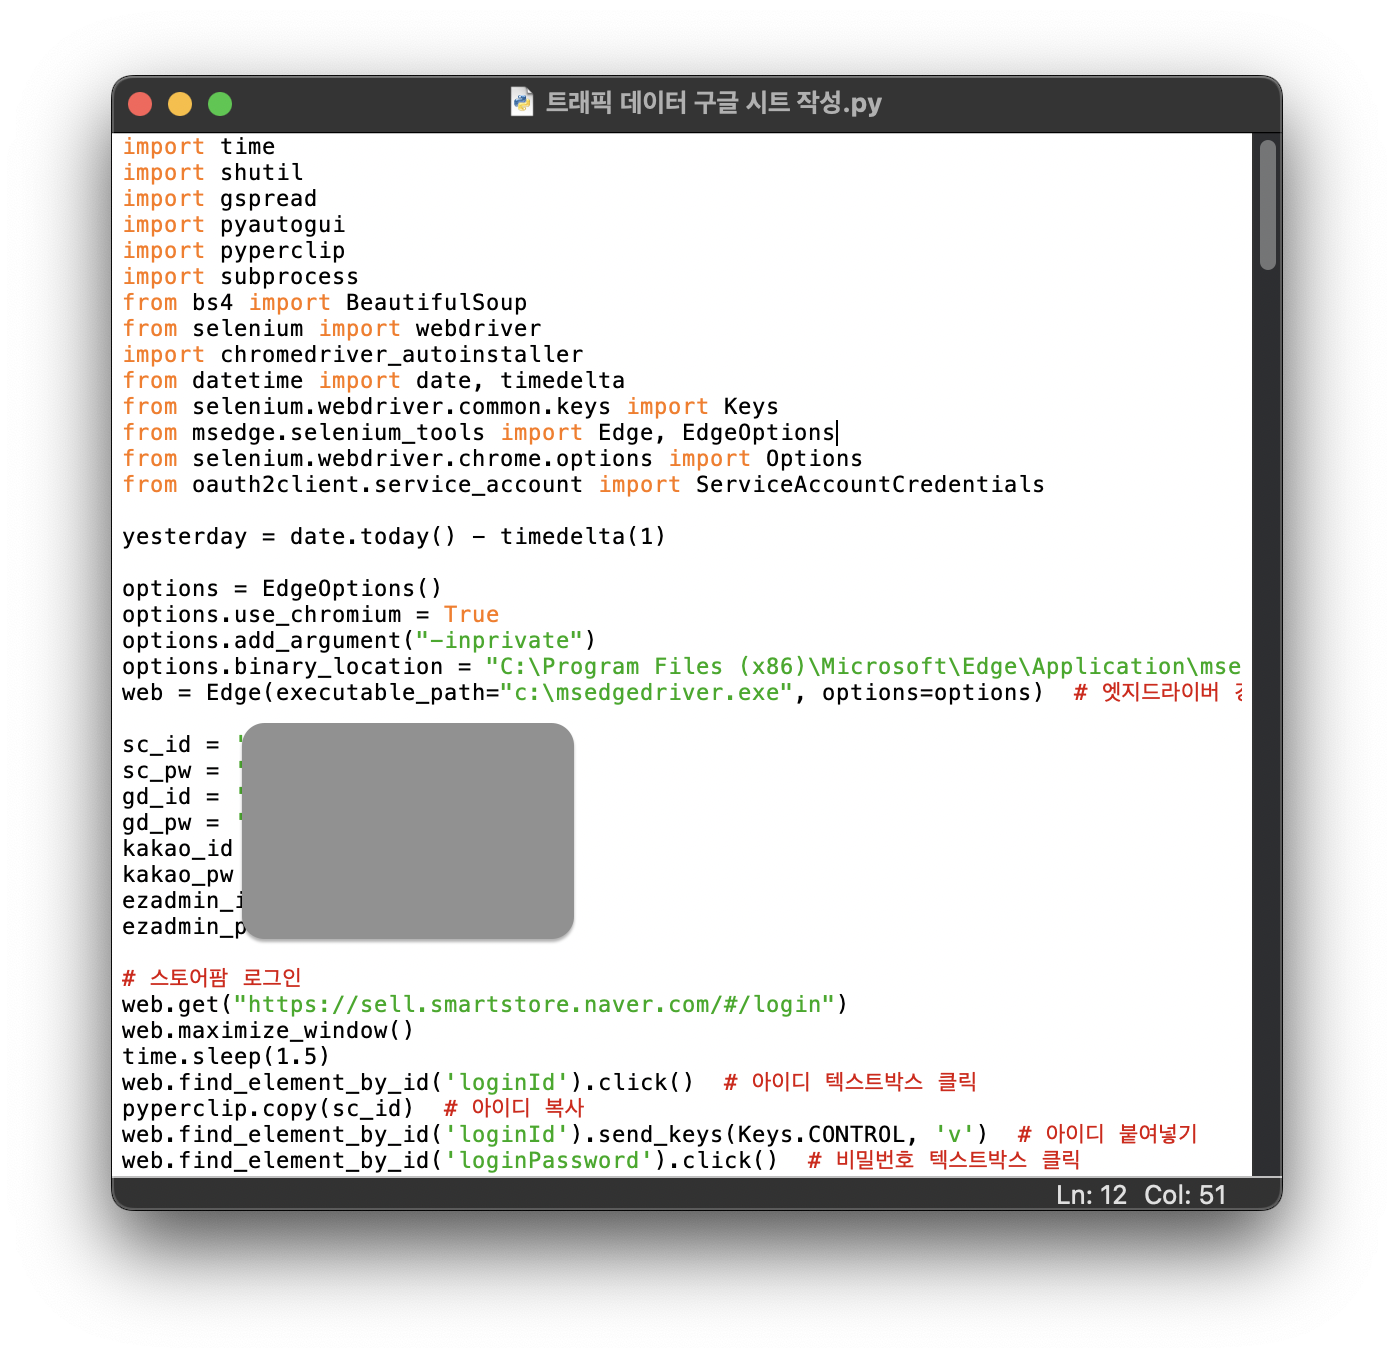 트래픽 데이터 구글 시트 작성.py
import time
import shutil
import gspread
import pyautogui
import pyperclip
import subprocess
from bs4 import BeautifulSoup
from selenium import webdriver
import chromedriver_autoinstaller
from datetime import date, timedelta
from selenium.webdriver.common.keys import Keys
from msedge.selenium_tools import Edge, EdgeOptions
from selenium.webdriver.chrome.options import Options
from oauth2client.service_account import ServiceAccountCredentials
yesterday = date.today() - timedelta(1)
options = EdgeOptions()
options.use_chromium = True
options.add_argument("-inprivate")
options.binary_location = "C:\Program Files (x86)\Microsoft\Edge\Application\mse
web = Edge(executable_path="c:\msedgedriver.exe", options=options)  # 엣지드라이버
sc_id = '
sc_pw = '
gd_id = '
gd_pw = '
kakao_id
kakao_pw
ezadmin_i
ezadmin_p
# 스토어팜 로그인
web.get("https://sell.smartstore.naver.com/#/login")
web.maximize_window()
time.sleep(1.5)
web.find_element_by_id('loginId').click()  # 아이디 텍스트박스 클릭
pyperclip.copy(sc_id)  # 아이디 복사
web.find_element_by_id('loginId').send_keys(Keys.CONTROL, 'v')  # 아이디 붙여넣기
web.find_element_by_id('loginPassword').click()  # 비밀번호 텍스트박스 클릭
Ln: 12 Col: 51